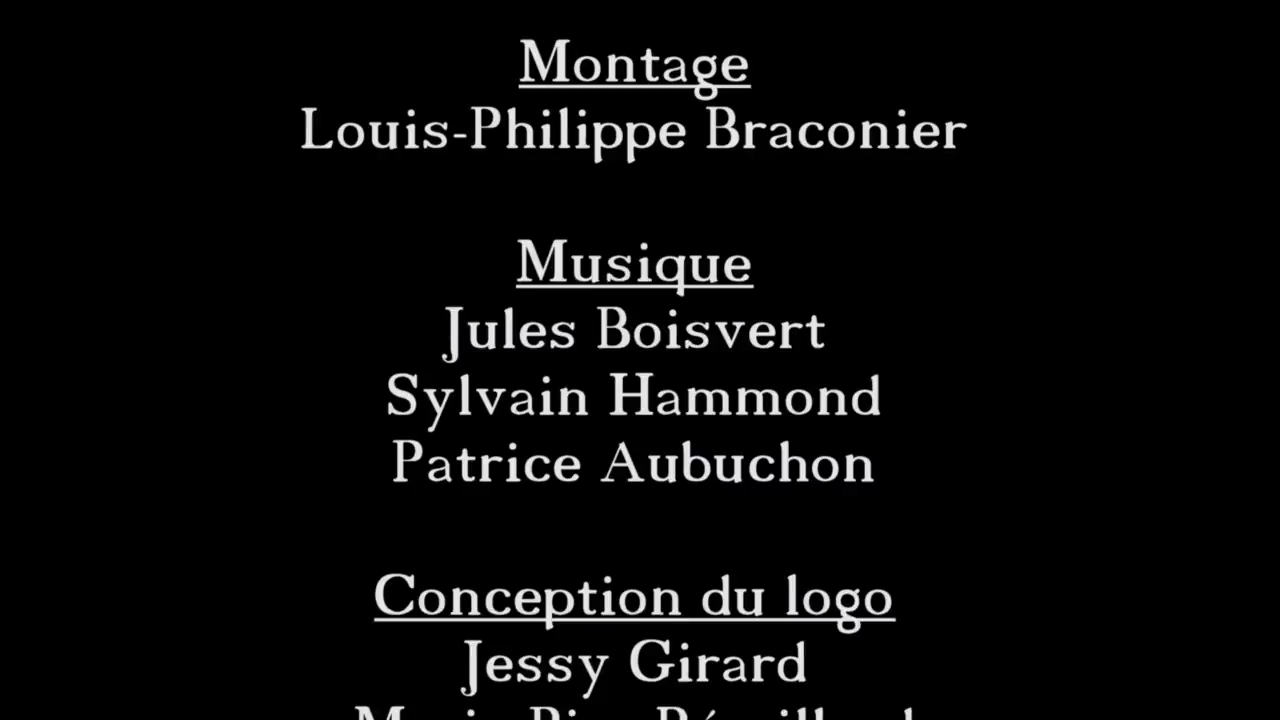 Montage
Louis-Philippe Braconier
Musique
Jules Boisvert
Sylvain Hammond
Patrice Aubuchon
Conception du logo
Jessy Girard